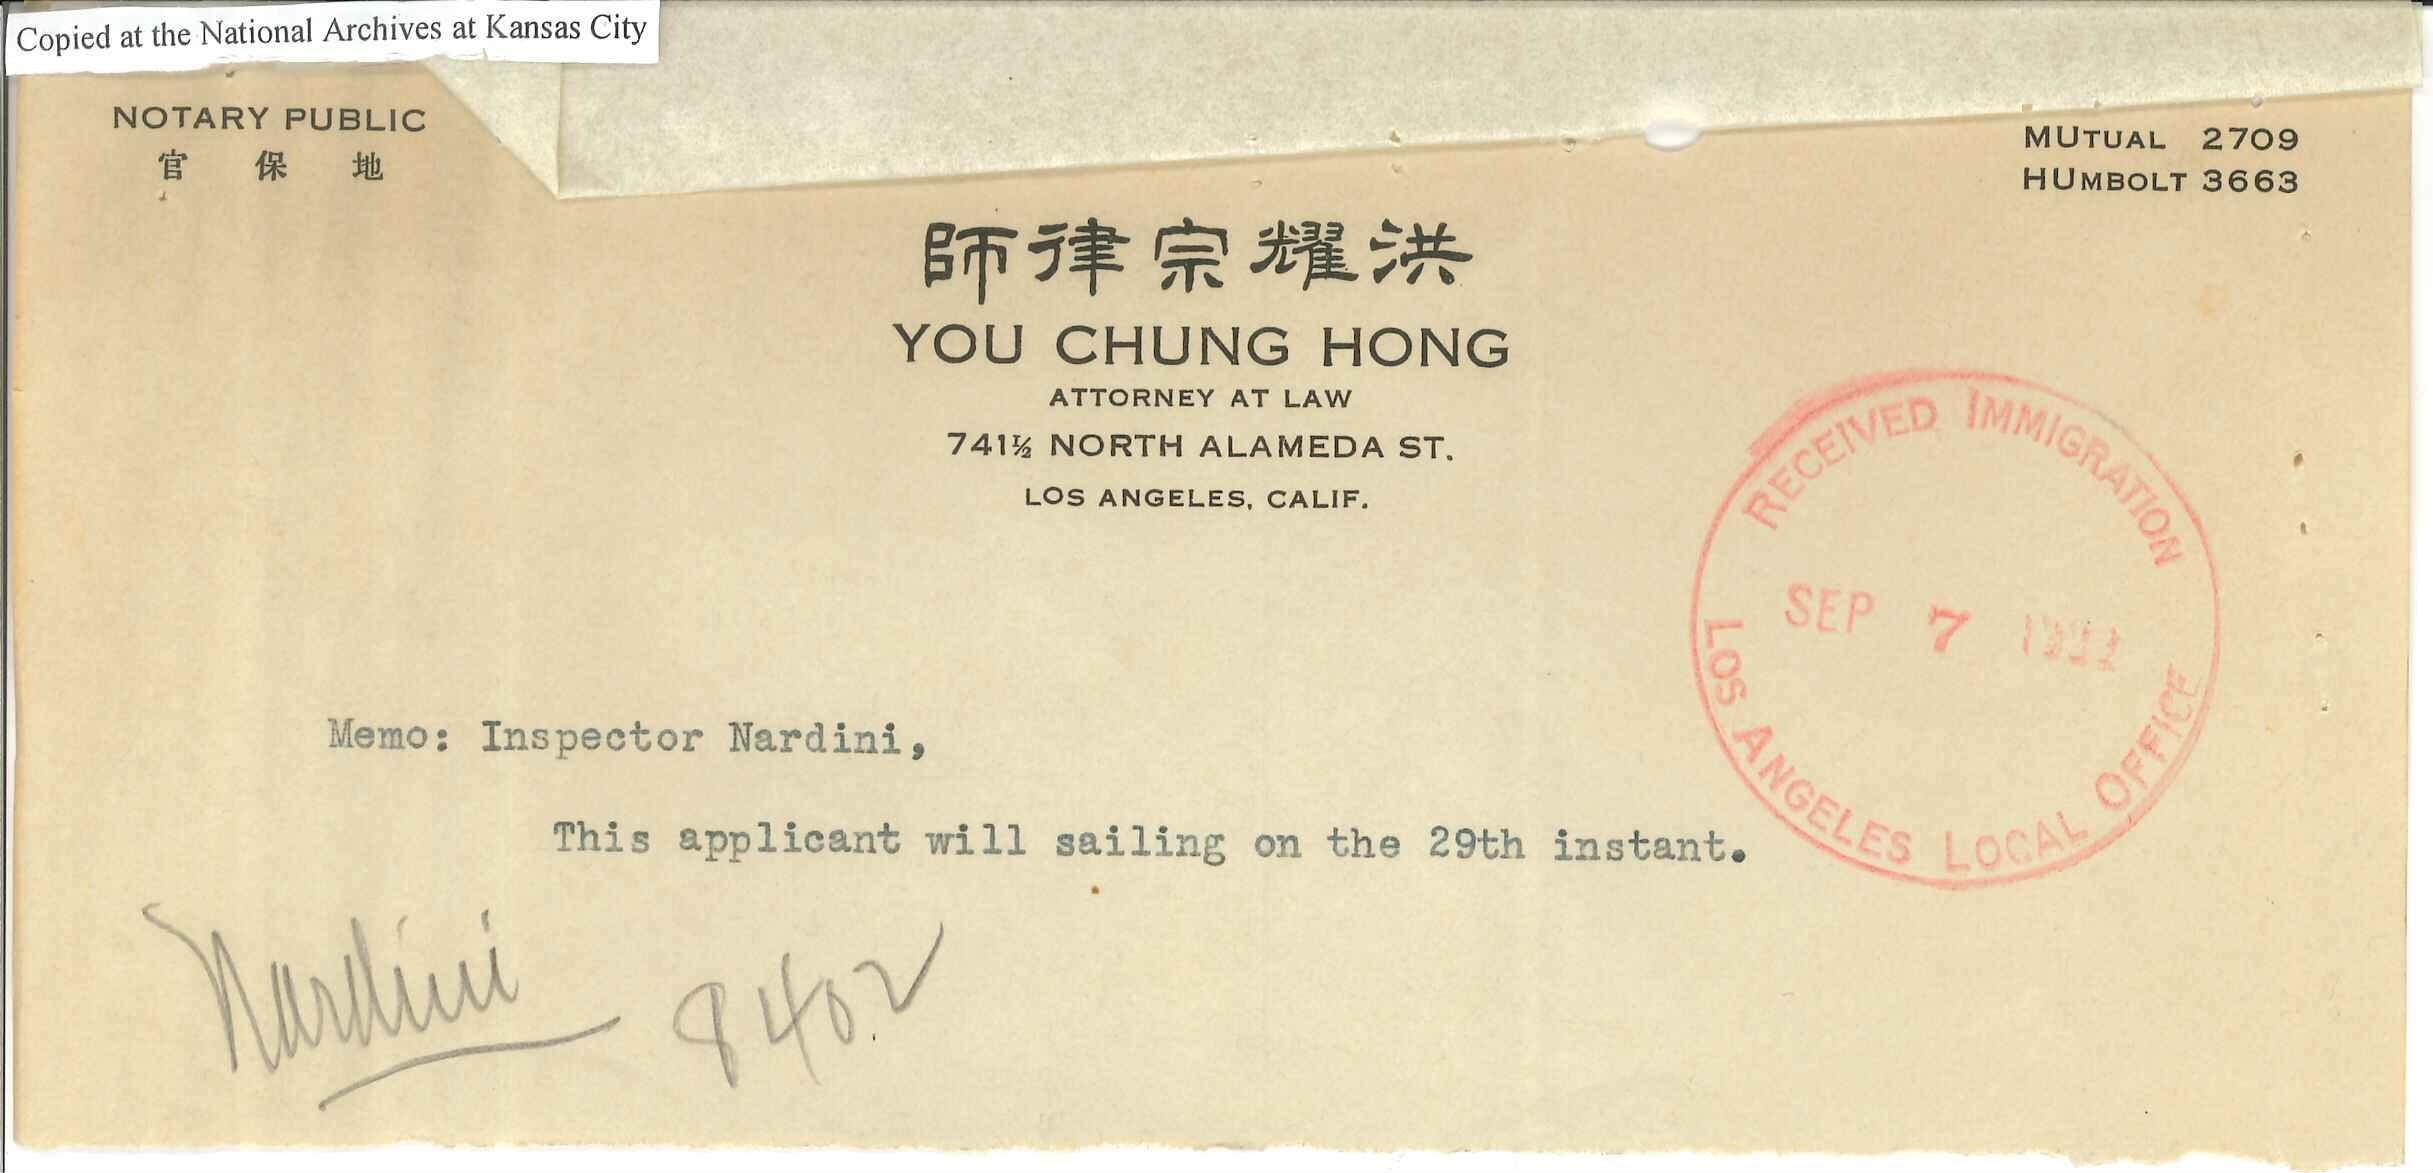 Copied at the National Archives at Kansas City
NOTARY PUBLIC
官保地
MUTUAL 2709
HUMBOLT 3663
師律宗耀洪
YOU CHUNG HONG
ATTORNEY AT LAW
741½ NORTH ALAMEDA ST.
LOS ANGELES, CALIF.
RECEIVED IMMIGRATION
SEP 7
LOS ANGELES LOCAL OFFICE
Memo: Inspector Nardini,
This applicant will sailing on the 29th instant.
Nardini 8402